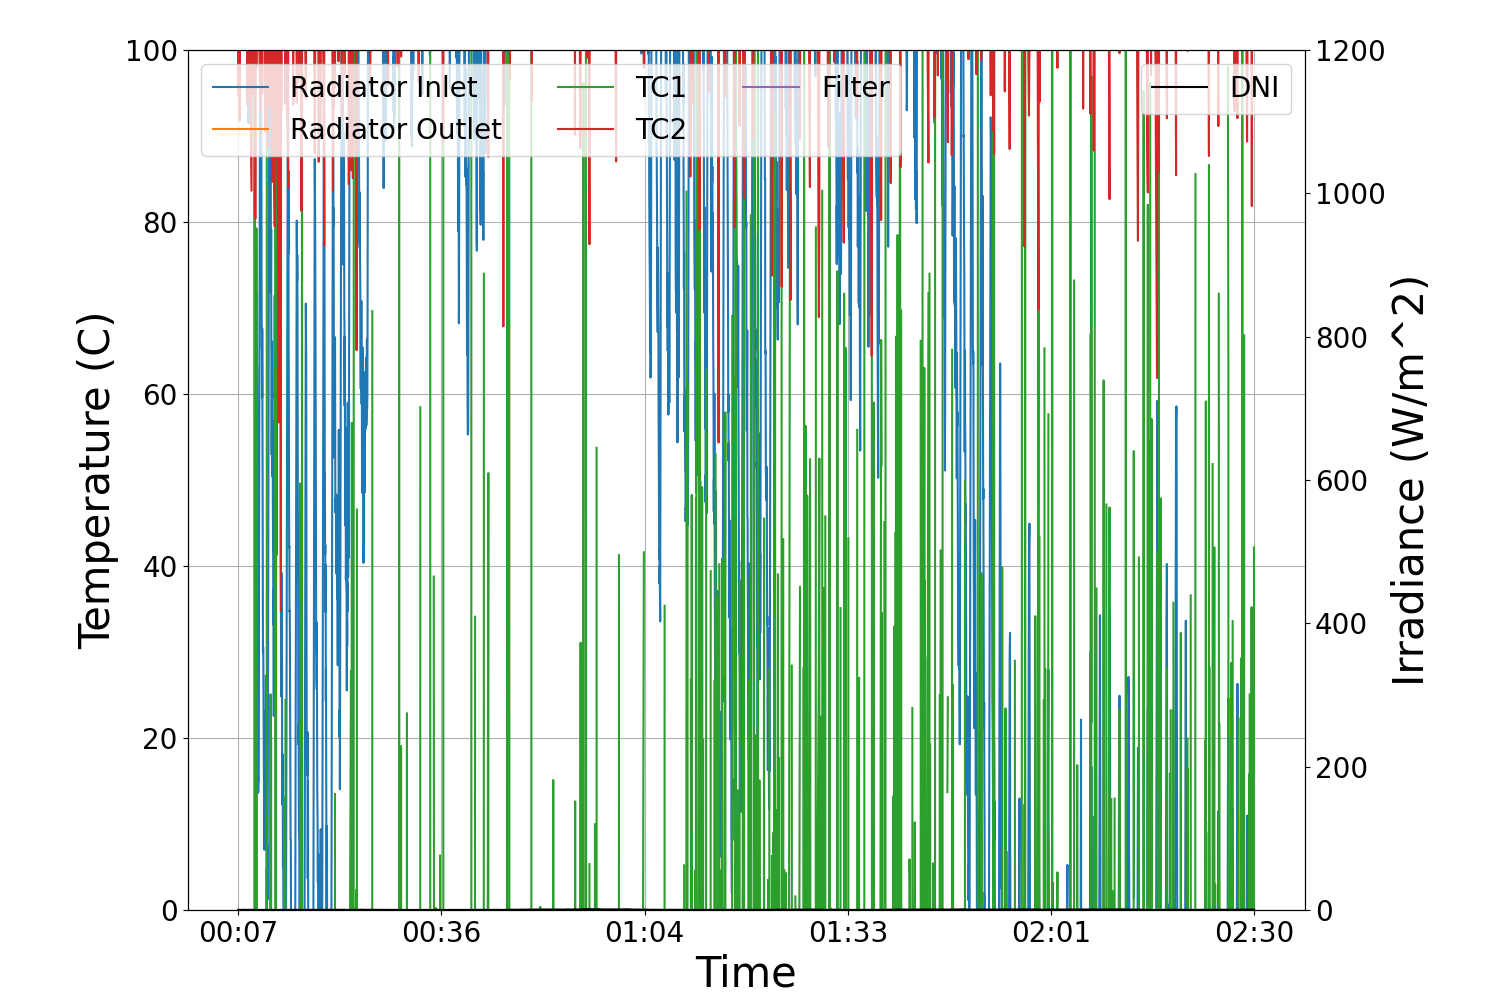 100
80
60
40
20
0
Temperature (C)
Radiator Inlet
Radiator Outlet
TC1
TC2
Filter
DNI
1200
1000
800
600
400
200
0
Irradiance (W/m^2)
00:07
00:36
01:04
01:33
02:01
02:30
Time